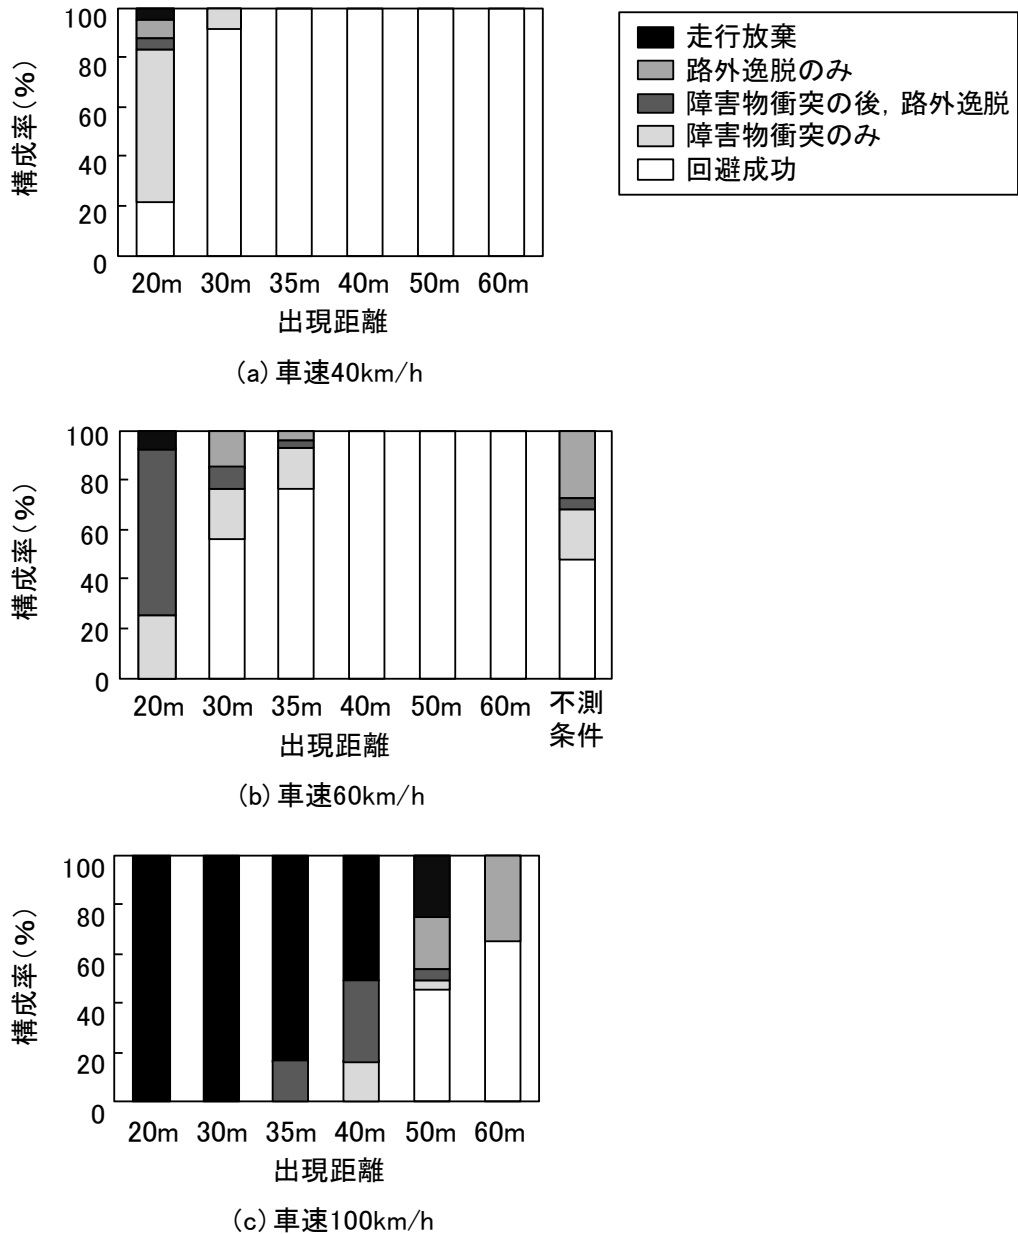 走行放棄
路外逸脱のみ
障害物衝突の後，路外逸脱
障害物衝突のみ
回避成功
構成率(%)
100
80
60
40
20
0
20m 30m 35m 40m 50m 60m
出現距離
(a) 車速40km/h
構成率(%)
100
80
60
40
20
0
20m 30m 35m 40m 50m 60m 不測
条件
出現距離
(b) 車速60km/h
構成率(%)
100
80
60
40
20
0
20m 30m 35m 40m 50m 60m
出現距離
(c) 車速100km/h